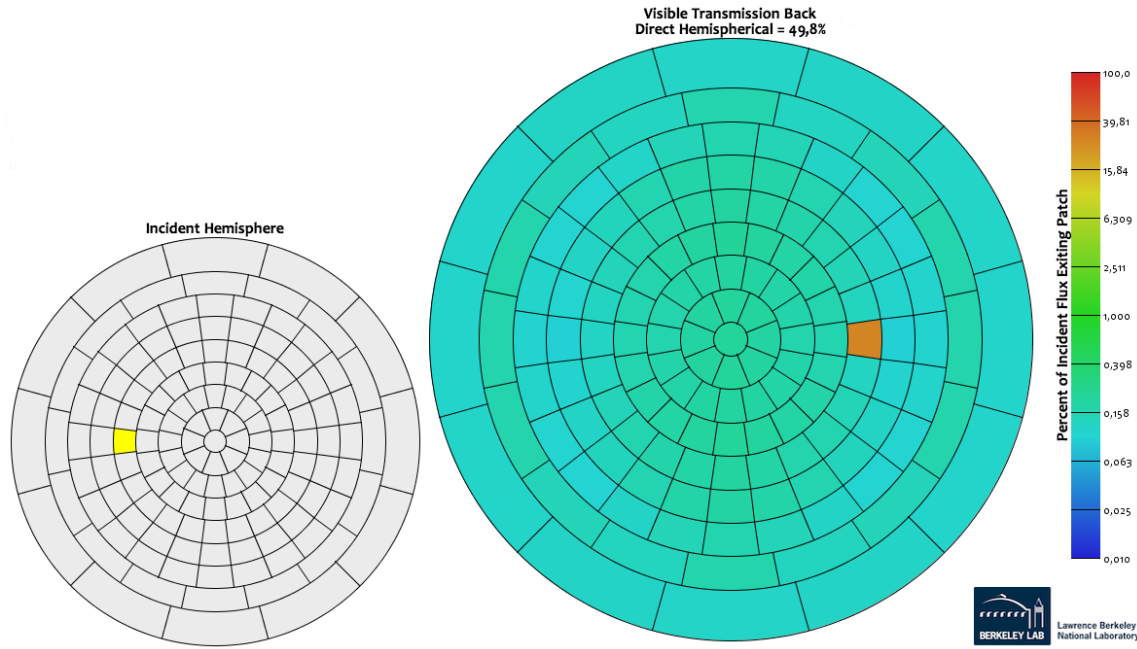 Visible Transmission Back
Direct Hemispherical = 49,8%
Incident Hemisphere
Percent of Incident Flux Exiting Patch
100,0
39,81
15,84
6,309
2,511
1,000
0,398
0,158
0,063
0,025
0,010
BERKELEY LAB
Lawrence Berkeley
National Laboratory